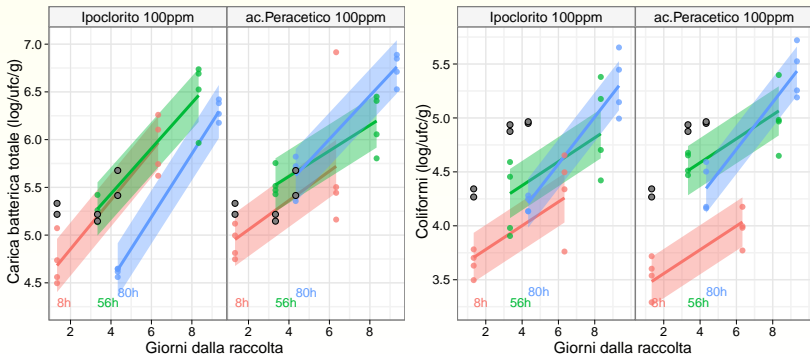 Ipoclorito 100ppm
ac.Peracetico 100ppm
Carica batterica totale (log/ufc/g)
7.0
6.5
6.0
5.5
5.0
4.5
8h
56h
80h
8h
56h
80h
2
4
6
8
2
4
6
8
Giorni dalla raccolta
Ipoclorito 100ppm
ac.Peracetico 100ppm
Coliformi (log/ufc/g)
5.5
5.0
4.5
4.0
3.5
8h
56h
80h
8h
56h
80h
2
4
6
8
2
4
6
8
Giorni dalla raccolta